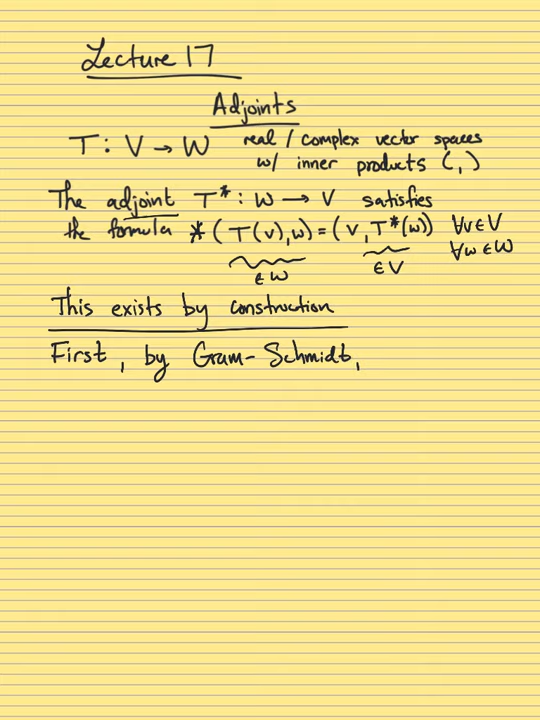 Lecture 17
Adjoints
T: V → W real / complex vector spaces
w/ inner products ( , )
The adjoint T*: W → V satisfies
the formula * (T(v), w) = (v, T*(w)) ∀v∈V
∈W ∈V ∀w∈W
This exists by construction
First, by Gram-Schmidt,